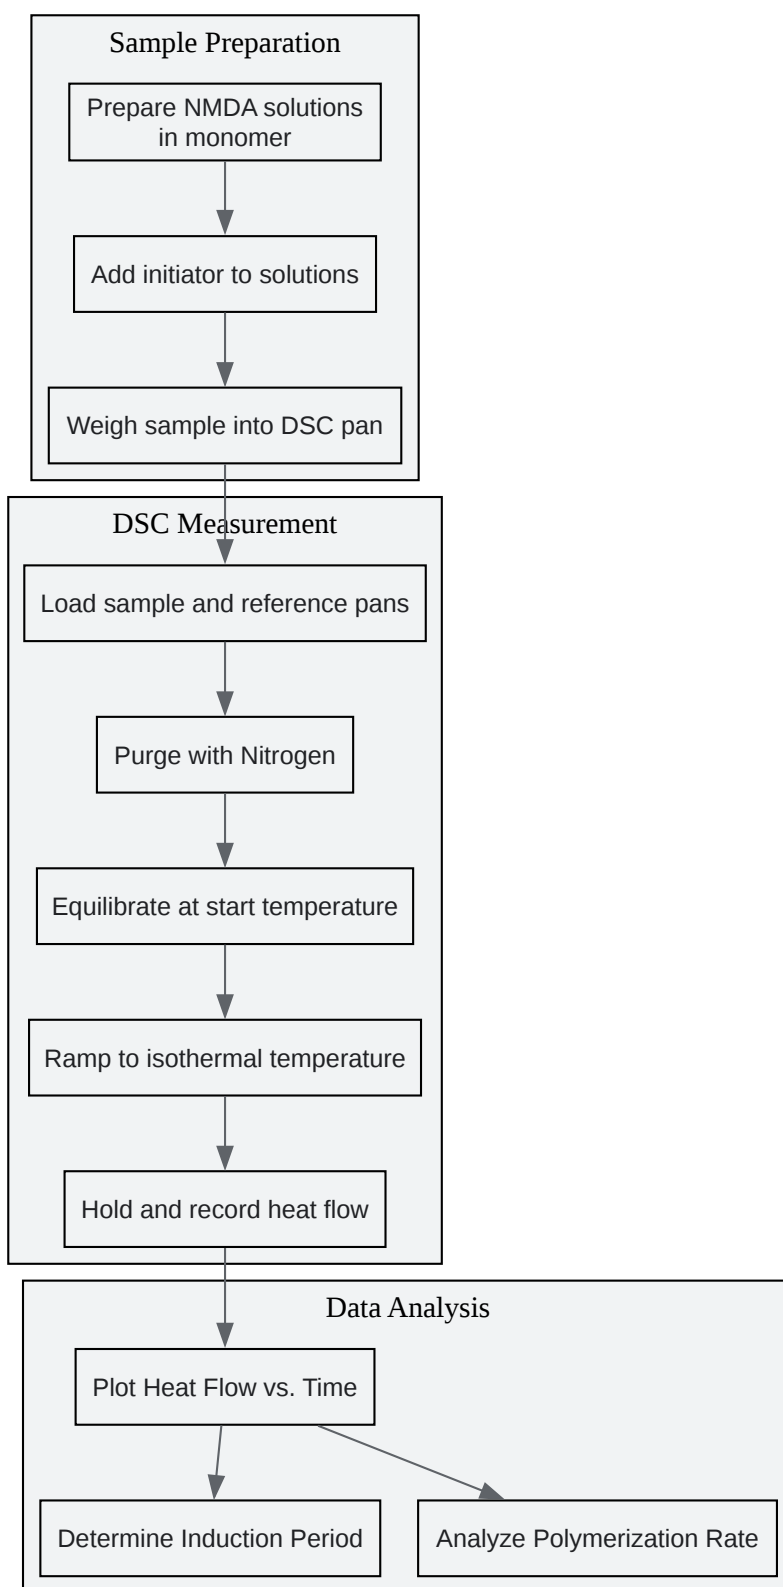 Sample Preparation
Prepare NMDA solutions
in monomer
Add initiator to solutions
Weigh sample into DSC pan
DSC Measurement
Load sample and reference pans
Purge with Nitrogen
Equilibrate at start temperature
Ramp to isothermal temperature
Hold and record heat flow
Data Analysis
Plot Heat Flow vs. Time
Determine Induction Period
Analyze Polymerization Rate